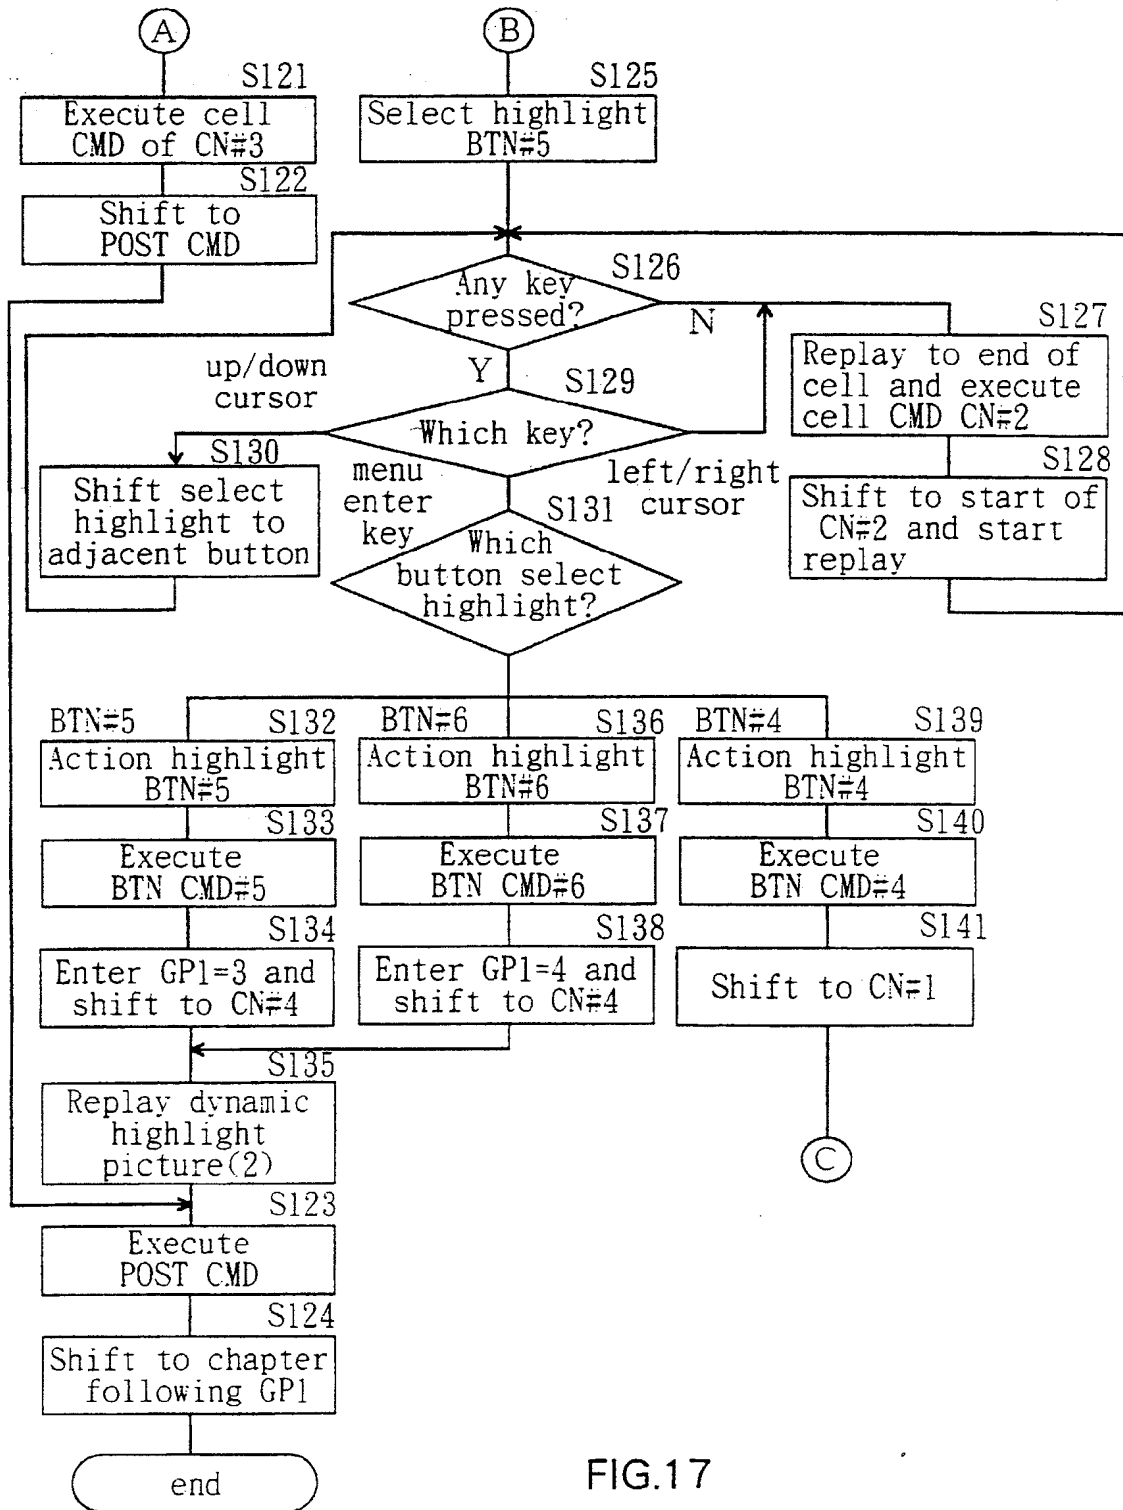 A
B
S121
Execute cell
CMD of CN#3
S122
Shift to
POST CMD
S125
Select highlight
BTN#5
S126
Any key
pressed?
N
Y
S127
Replay to end of
cell and execute
cell CMD CN#2
S128
Shift to start of
CN#2 and start
replay
up/down
cursor
S129
Which key?
S130
Shift select
highlight to
adjacent button
menu
enter
key
left/right
cursor
S131
Which
button select
highlight?
BTN#5
S132
Action highlight
BTN#5
S133
Execute
BTN CMD#5
S134
Enter GP1=3 and
shift to CN#4
BTN#6
S136
Action highlight
BTN#6
S137
Execute
BTN CMD#6
S138
Enter GP1=4 and
shift to CN#4
BTN#4
S139
Action highlight
BTN#4
S140
Execute
BTN CMD#4
S141
Shift to CN#1
C
S135
Replay dynamic
highlight
picture(2)
S123
Execute
POST CMD
S124
Shift to chapter
following GP1
end
FIG.17